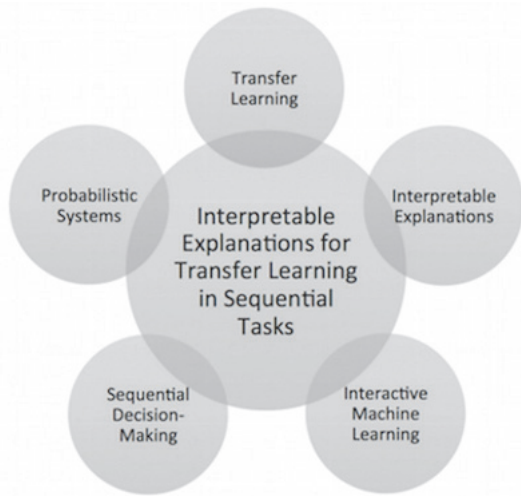 Transfer
Learning
Probabilistic
Systems
Interpretable
Explanations
Interpretable
Explanations for
Transfer Learning
in Sequential
Tasks
Sequential
Decision-
Making
Interactive
Machine
Learning